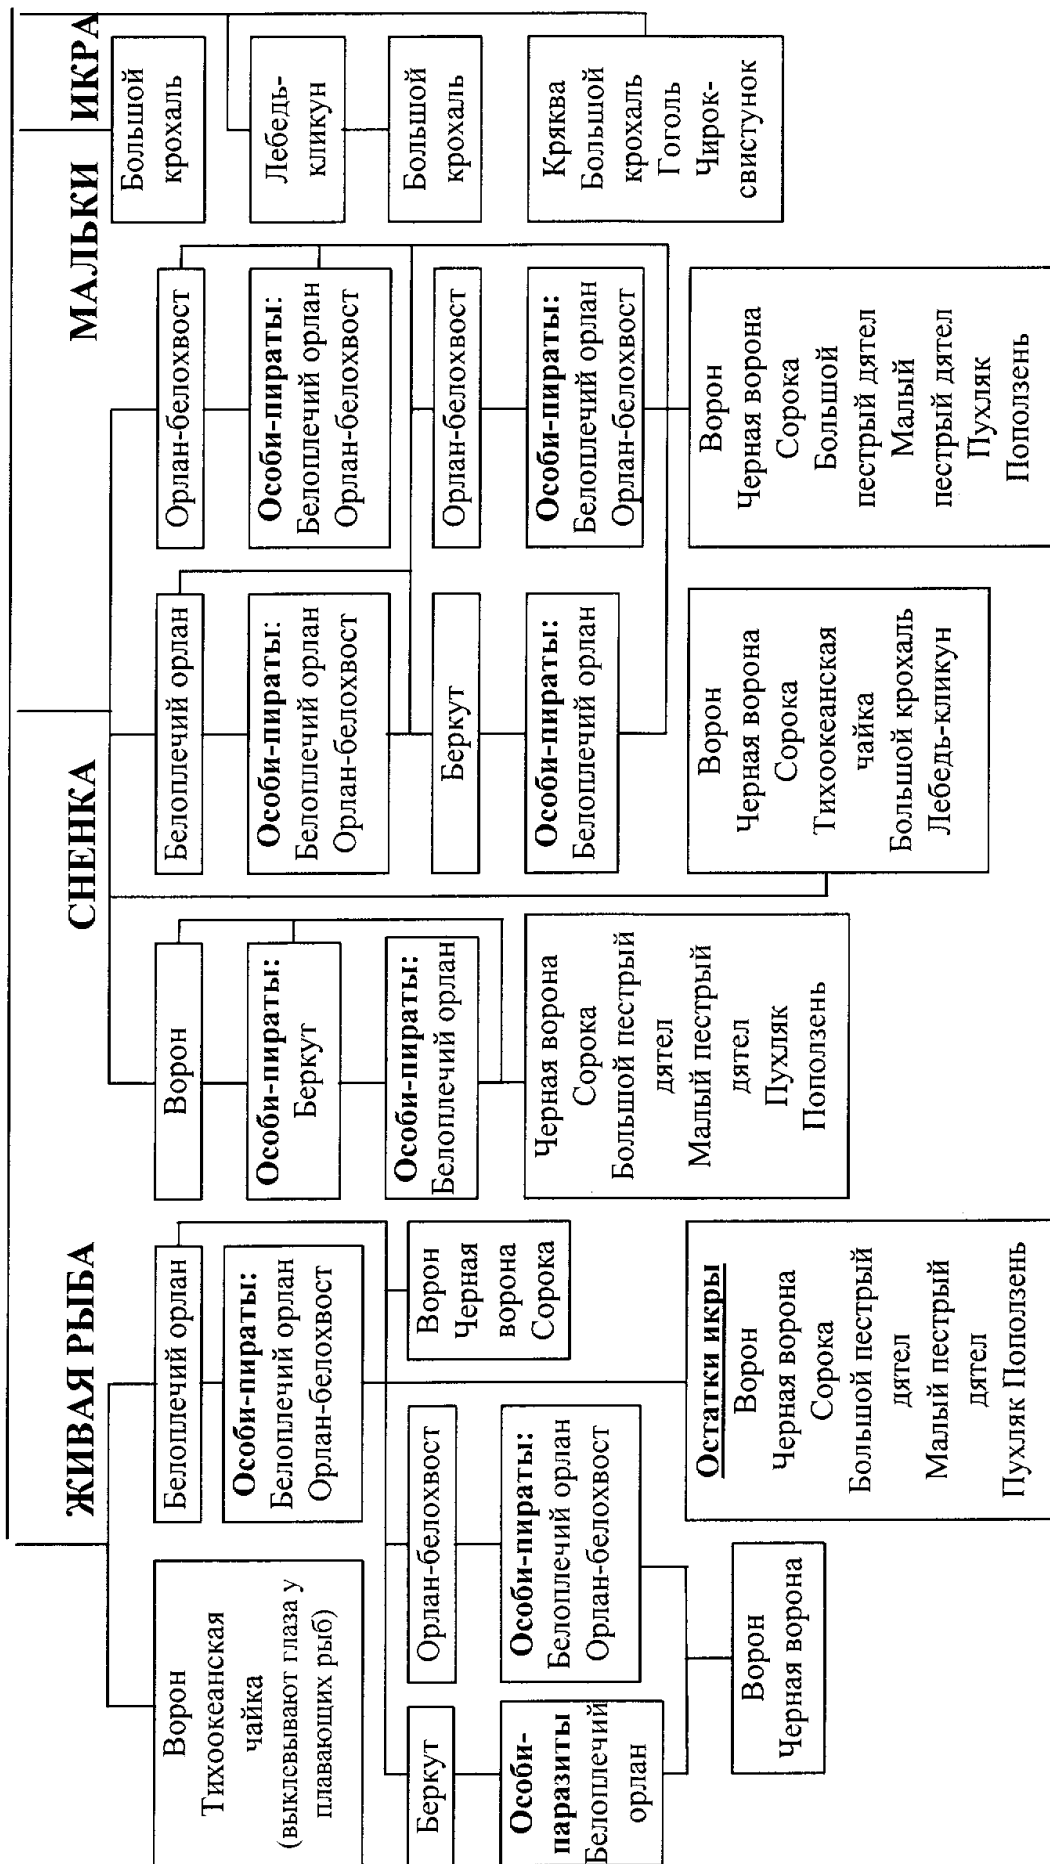 ЖИВАЯ РЫБА
СНЕНКА
МАЛЬКИ
ИКРА
Ворон
Тихоокеанская
чайка
(выклевывают глаза у
плавающих рыб)
Белоплечий орлан
Особи-пираты:
Белоплечий орлан
Орлан-белохвост
Беркут
Особи-
паразиты
Белоплечий
орлан
Орлан-белохвост
Особи-пираты:
Белоплечий орлан
Орлан-белохвост
Ворон
Черная
ворона
Сорока
Ворон
Черная ворона
Остатки икры
Ворон
Черная ворона
Сорока
Большой пестрый
дятел
Малый пестрый
дятел
Пухляк Поползень
Ворон
Особи-пираты:
Беркут
Особи-пираты:
Белоплечий орлан
Черная ворона
Сорока
Большой пестрый
дятел
Малый пестрый
дятел
Пухляк
Поползень
Белоплечий орлан
Особи-пираты:
Белоплечий орлан
Орлан-белохвост
Беркут
Особи-пираты:
Белоплечий орлан
Ворон
Черная ворона
Сорока
Тихоокеанская
чайка
Большой крохаль
Лебедь-кликун
Орлан-белохвост
Особи-пираты:
Белоплечий орлан
Орлан-белохвост
Орлан-белохвост
Особи-пираты:
Белоплечий орлан
Орлан-белохвост
Ворон
Черная ворона
Сорока
Большой
пестрый дятел
Малый
пестрый дятел
Пухляк
Поползень
Большой
крохаль
Лебедь-
кликун
Большой
крохаль
Кряква
Большой
крохаль
Гоголь
Чирок-
свистунок